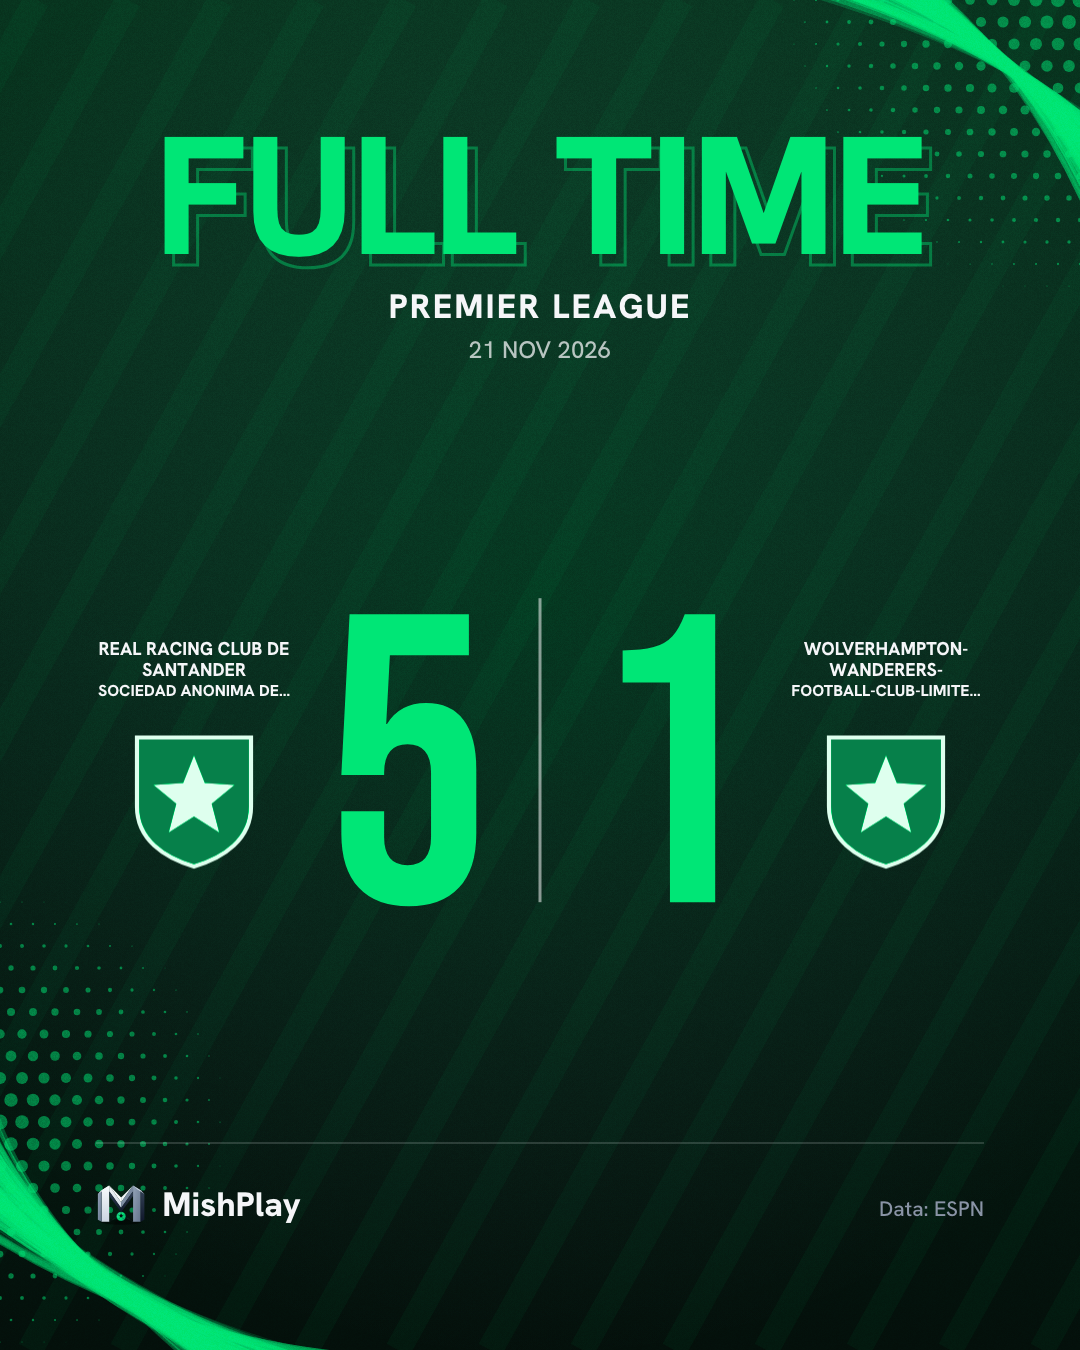 FULL TIME
PREMIER LEAGUE
21 NOV 2026
REAL RACING CLUB DE
SANTANDER
SOCIEDAD ANONIMA DE...
5
1
WOLVERHAMPTON-
WANDERERS-
FOOTBALL-CLUB-LIMITE...
MishPlay
Data: ESPN